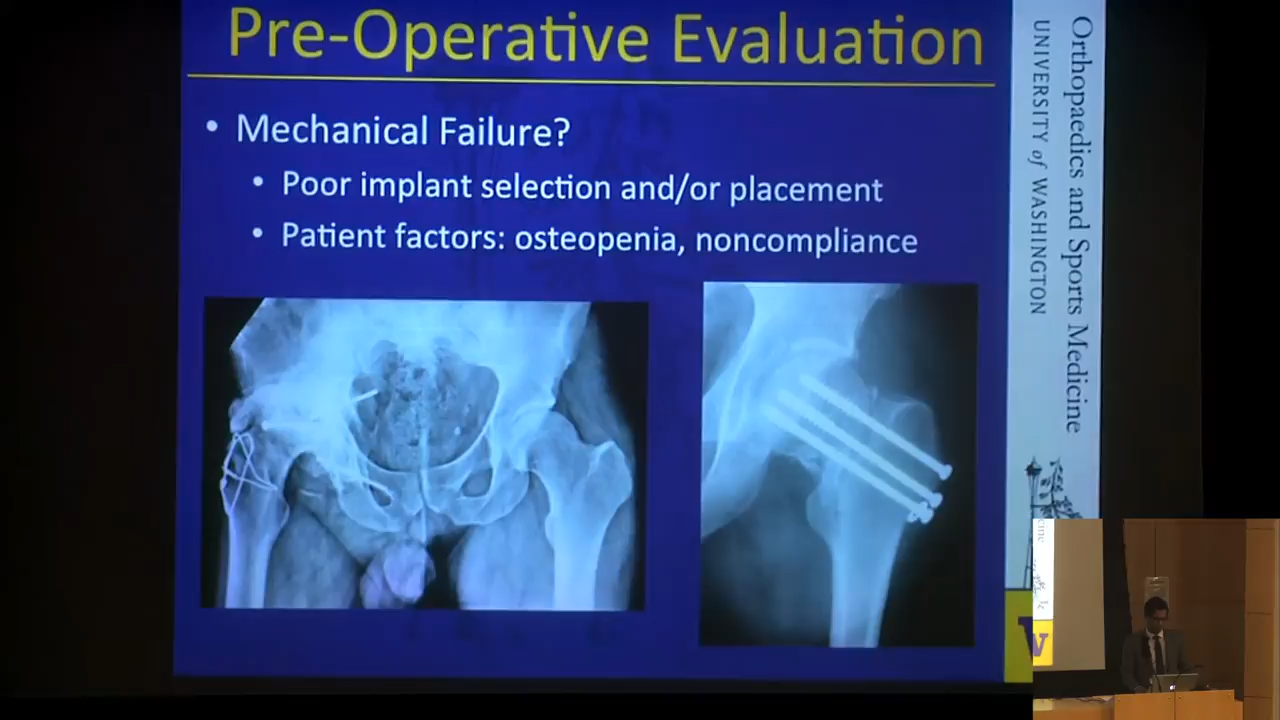 Pre-Operative Evaluation
• Mechanical Failure?
• Poor implant selection and/or placement
• Patient factors: osteopenia, noncompliance
Orthopaedics and Sports Medicine
UNIVERSITY of WASHINGTON
W